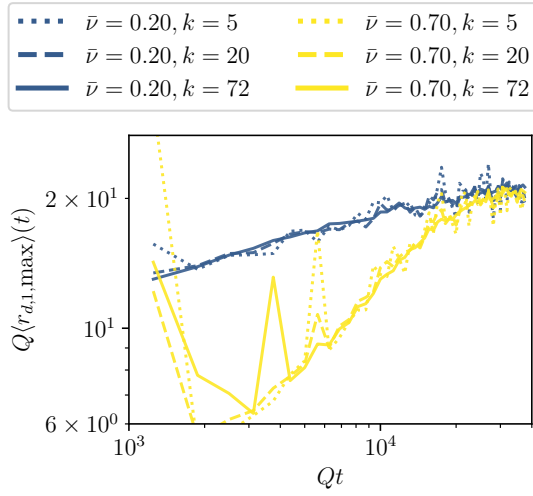 ν̄ = 0.20, k = 5
ν̄ = 0.20, k = 20
ν̄ = 0.20, k = 72
ν̄ = 0.70, k = 5
ν̄ = 0.70, k = 20
ν̄ = 0.70, k = 72
Q⟨r_{d,1,max}⟩(t)
2 × 10¹
10¹
6 × 10⁰
10³
10⁴
Qt